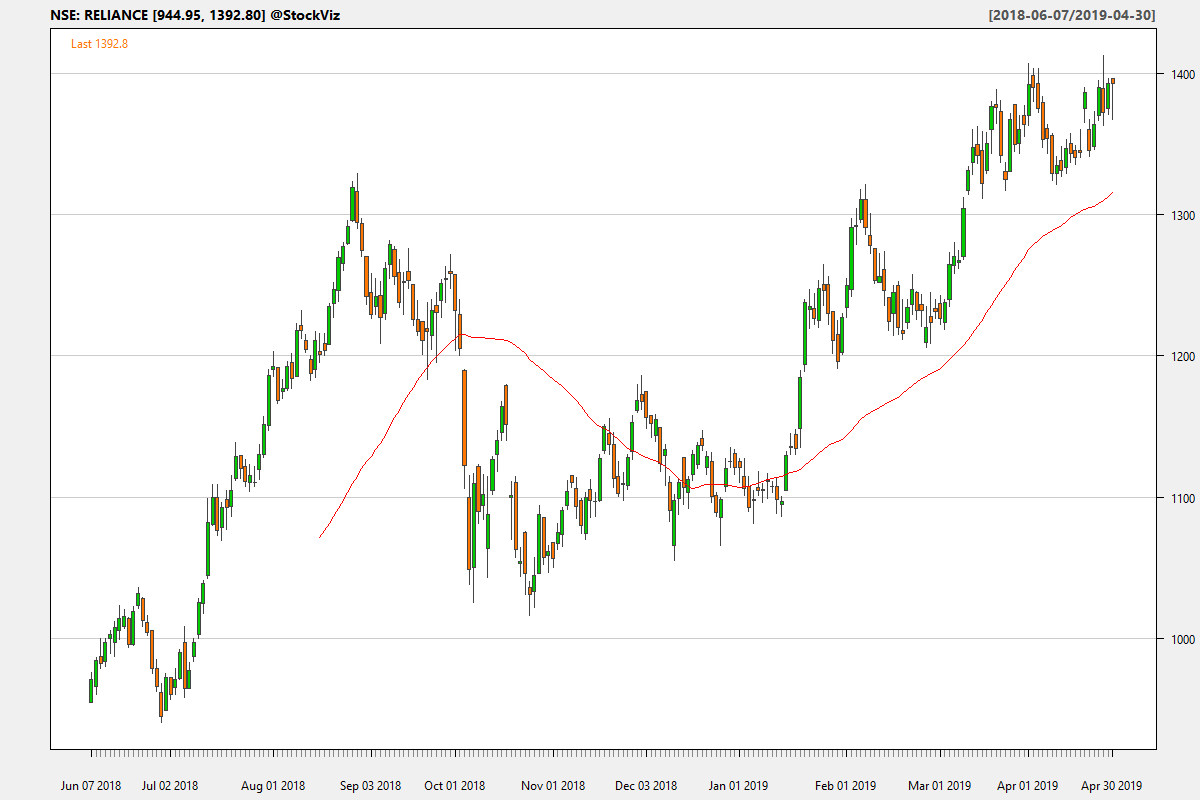 NSE: RELIANCE [944.95, 1392.80] @StockViz
[2018-06-07/2019-04-30]
Last 1392.8
1400
1300
1200
1100
1000
Jun 07 2018
Jul 02 2018
Aug 01 2018
Sep 03 2018
Oct 01 2018
Nov 01 2018
Dec 03 2018
Jan 01 2019
Feb 01 2019
Mar 01 2019
Apr 01 2019
Apr 30 2019